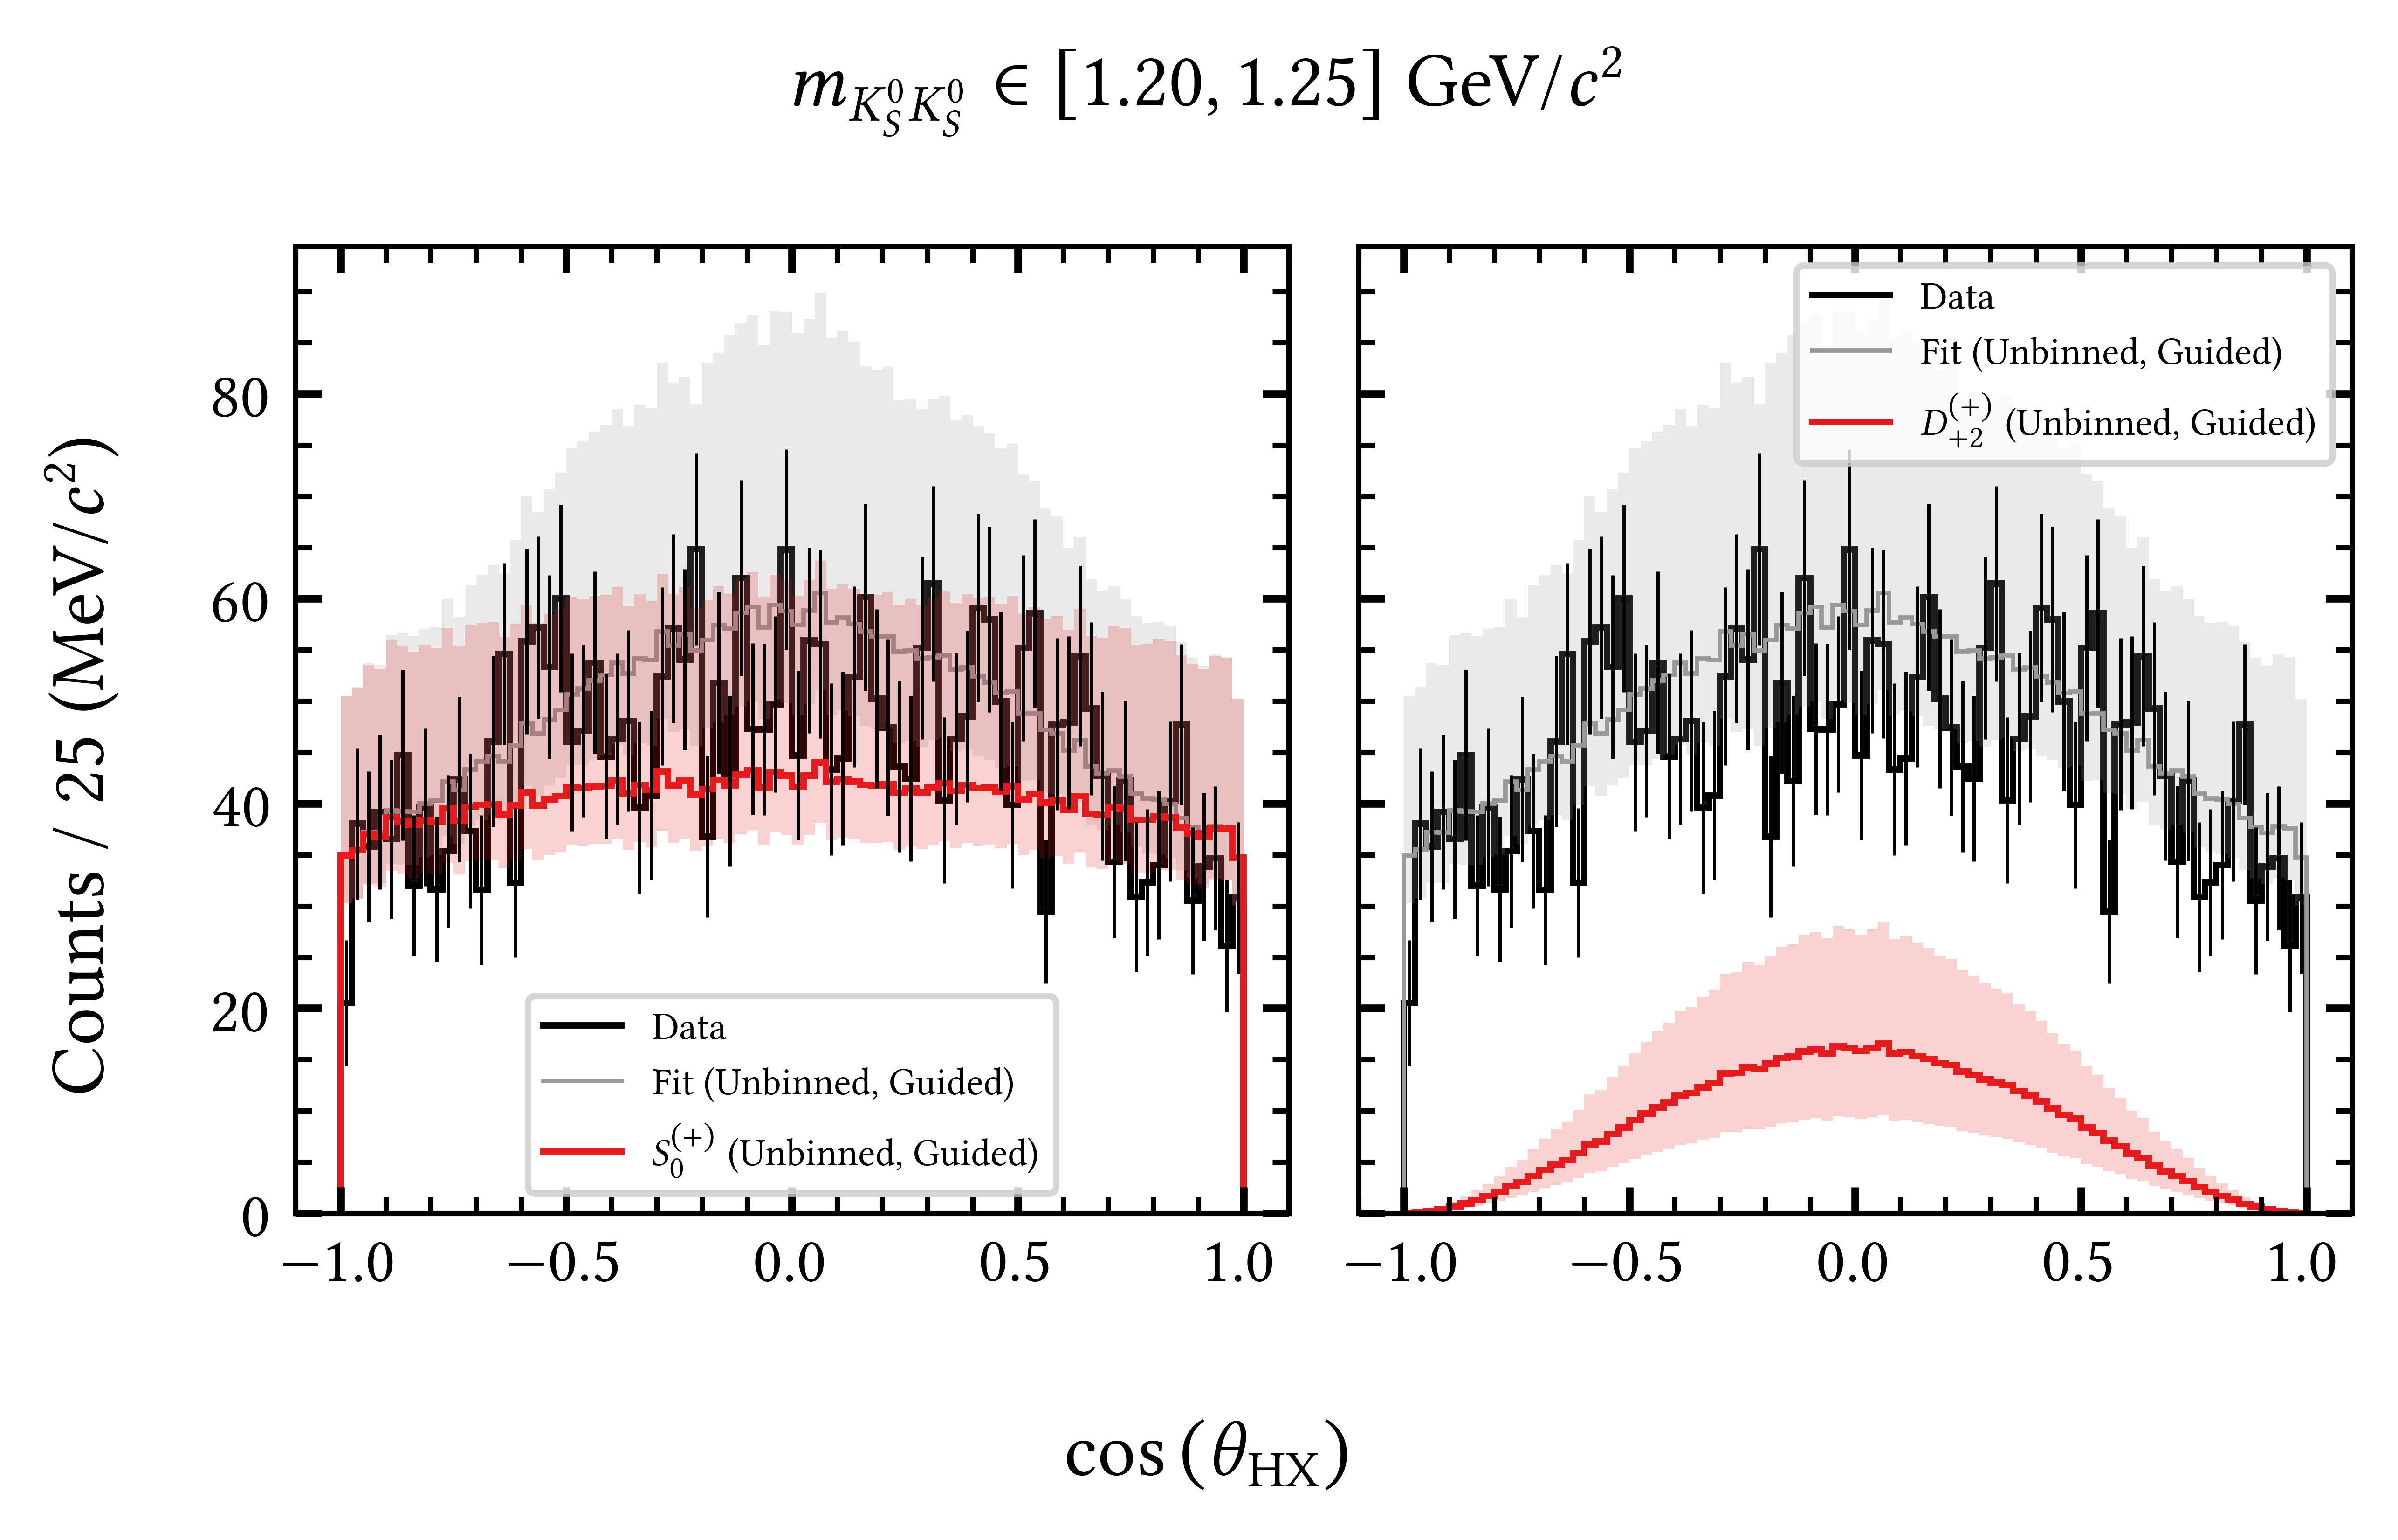 m_{K_S^0 K_S^0} ∈ [1.20, 1.25] GeV/c²
Counts / 25 (MeV/c²)
80
60
40
20
0
Data
Fit (Unbinned, Guided)
S_0^{(+)} (Unbinned, Guided)
Data
Fit (Unbinned, Guided)
D_{+2}^{(+)} (Unbinned, Guided)
−1.0 −0.5 0.0 0.5 1.0
−1.0 −0.5 0.0 0.5 1.0
cos (θ_{HX})